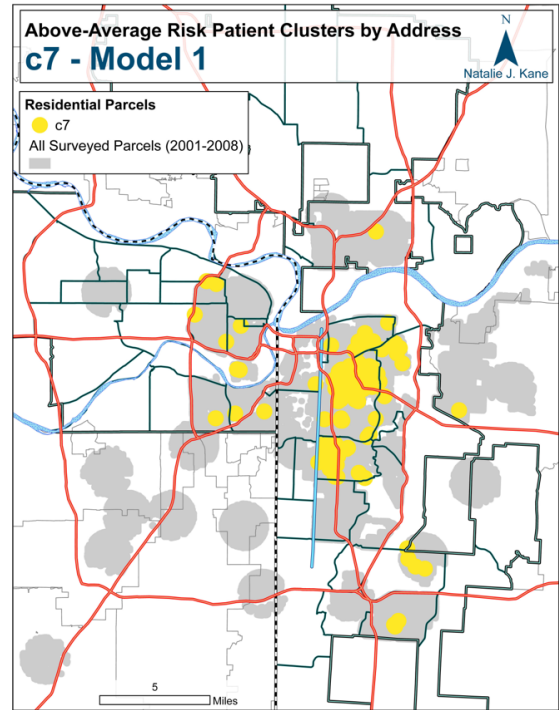 Above-Average Risk Patient Clusters by Address
c7 - Model 1
N
Natalie J. Kane
Residential Parcels
c7
All Surveyed Parcels (2001-2008)
5
Miles